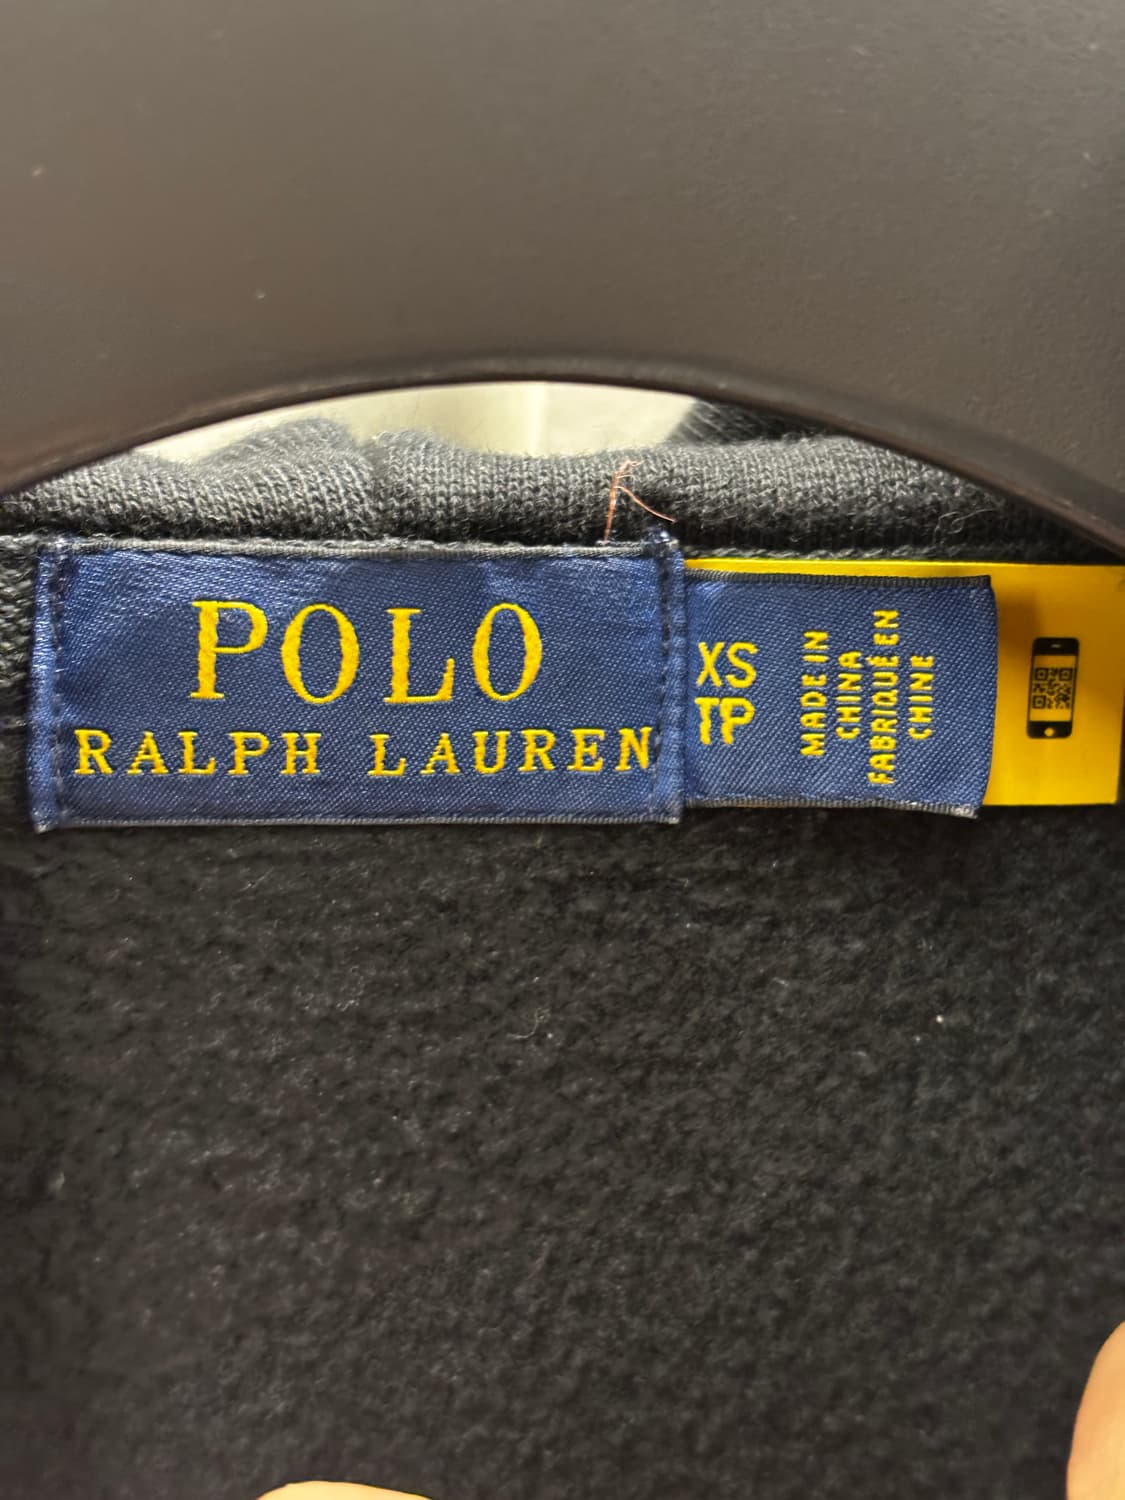 POLO
RALPH LAUREN
XS
TP
MADE IN
CHINA
FABRIQUÉ EN
CHINE